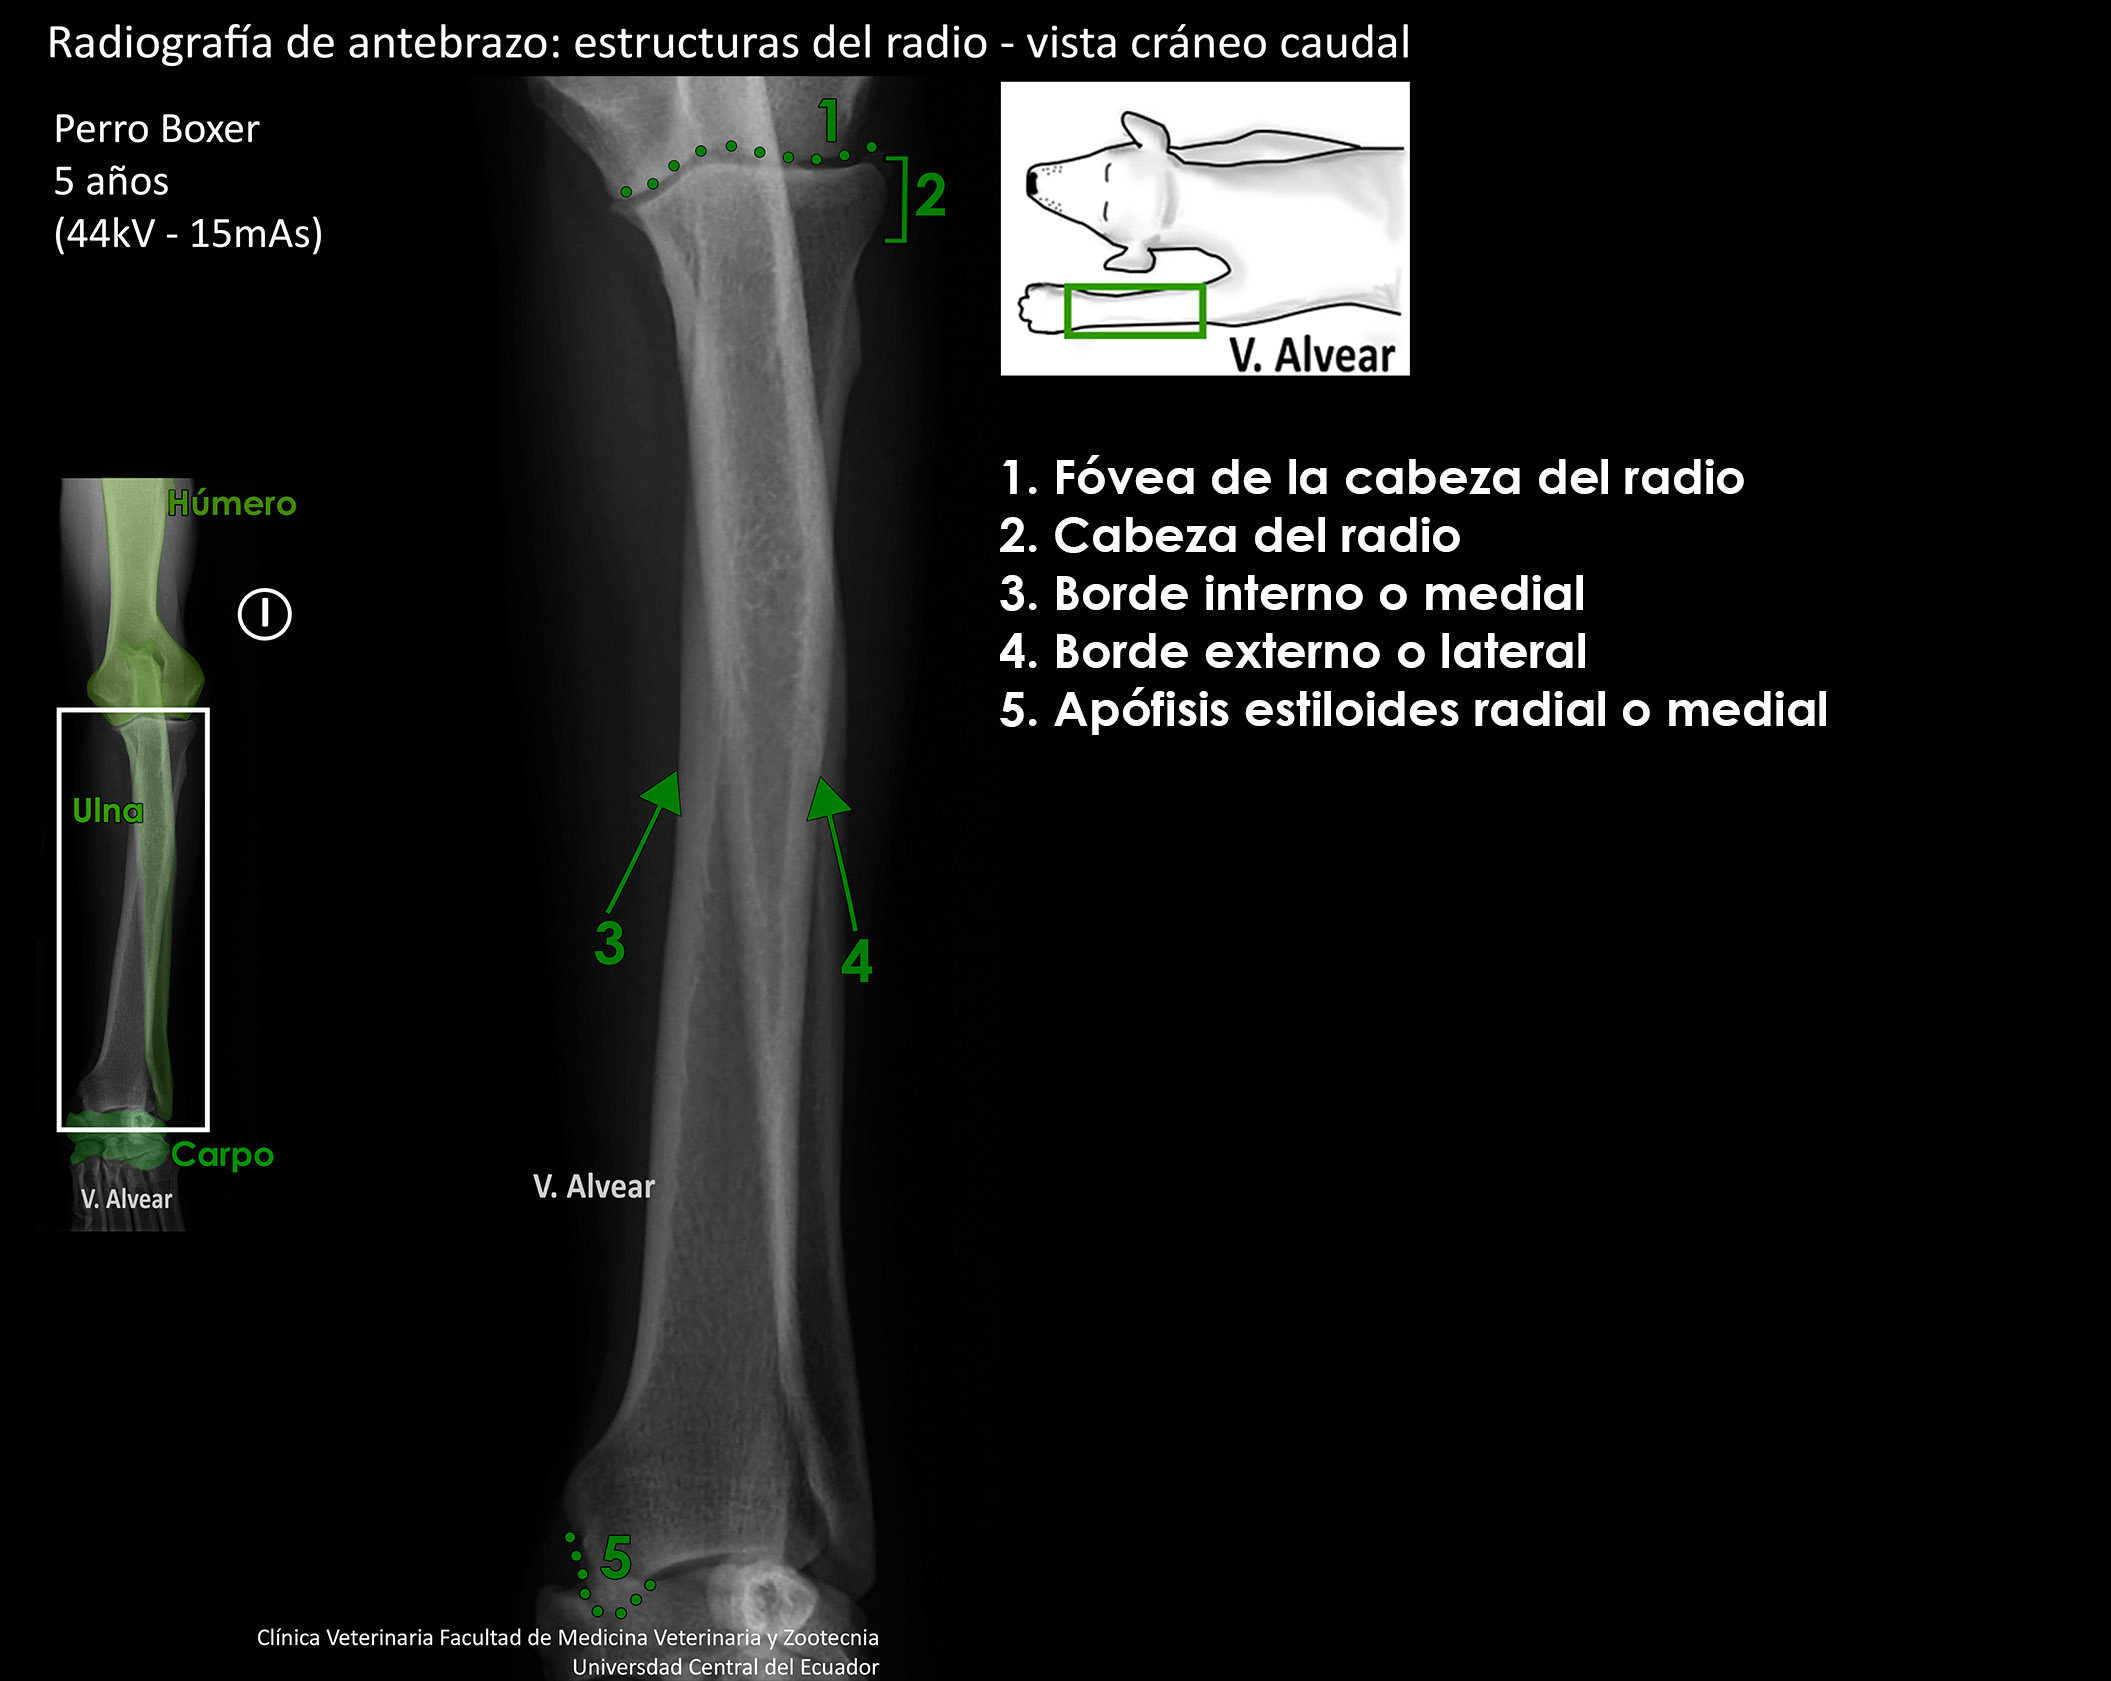 Radiografía de antebrazo: estructuras del radio - vista cráneo caudal
Perro Boxer
5 años
(44kV - 15mAs)
1
2
V. Alvear
Húmero
I
Ulna
Carpo
V. Alvear
3
4
V. Alvear
5
1. Fóvea de la cabeza del radio
2. Cabeza del radio
3. Borde interno o medial
4. Borde externo o lateral
5. Apófisis estiloides radial o medial
Clínica Veterinaria Facultad de Medicina Veterinaria y Zootecnia
Universdad Central del Ecuador